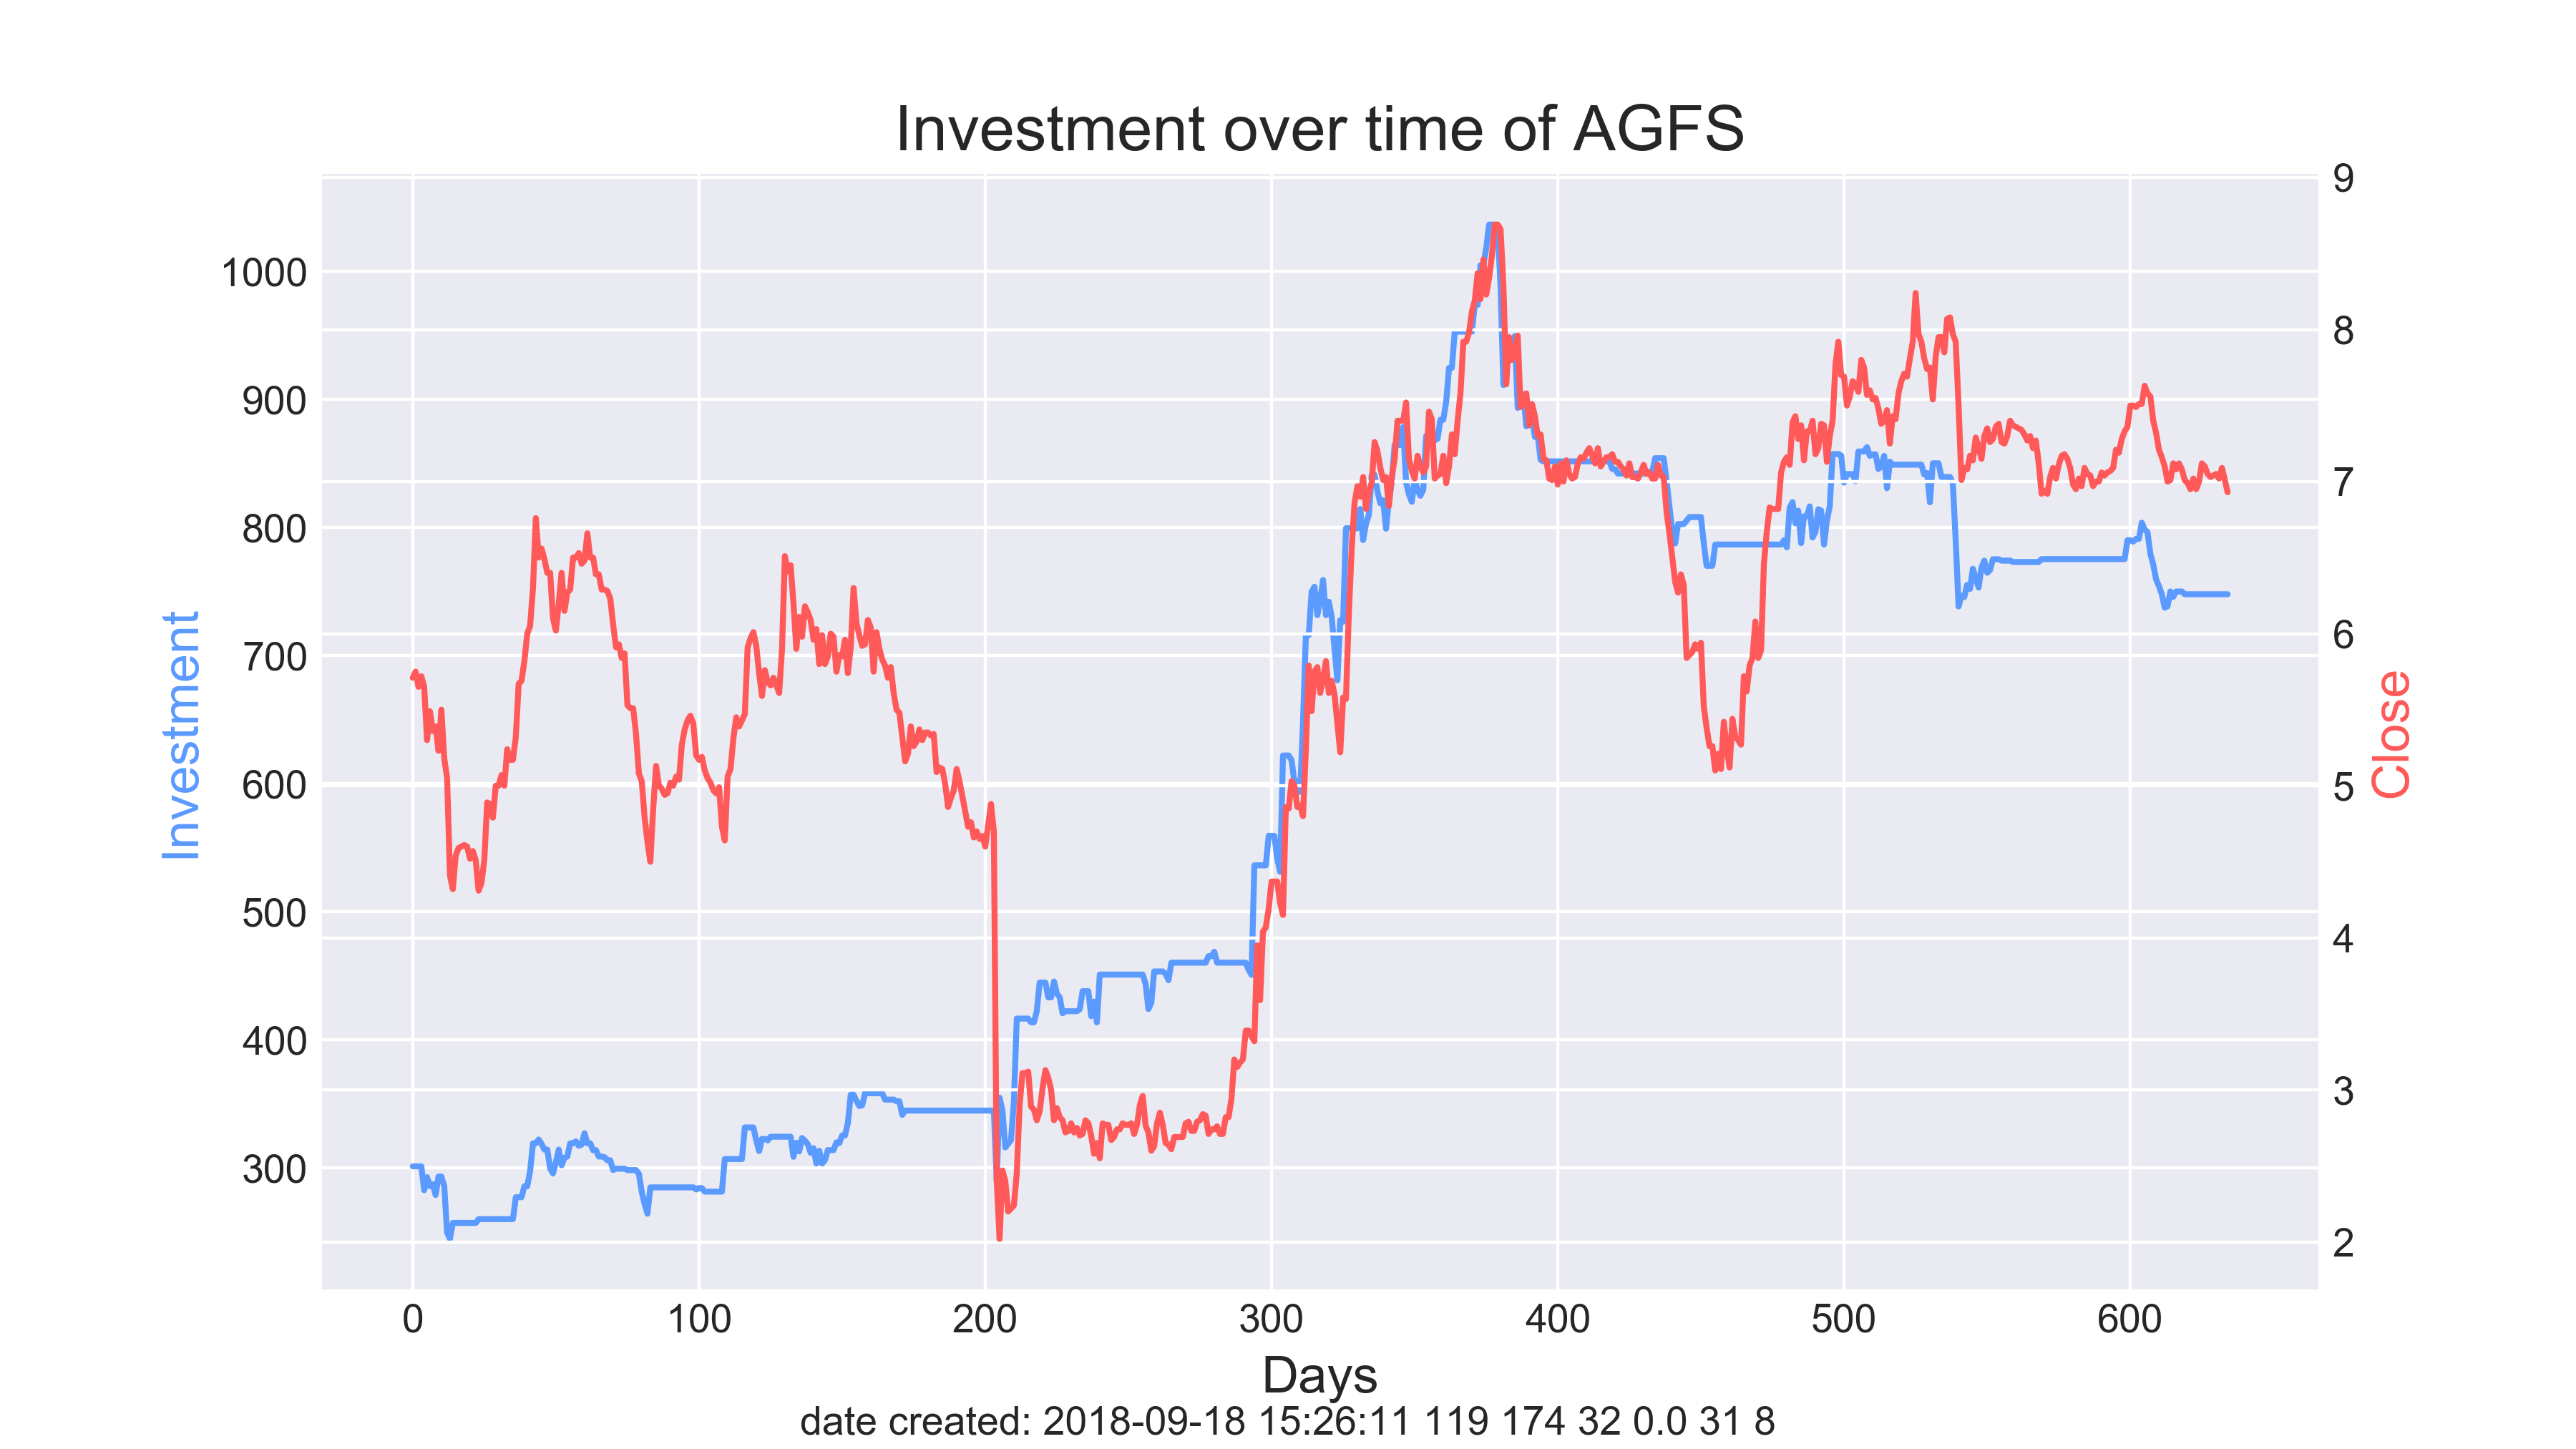 Investment over time of AGFS
Investment
1000
900
800
700
600
500
400
300
9
8
7
6
5
4
3
2
Close
0 100 200 300 400 500 600
Days
date created: 2018-09-18 15:26:11 119 174 32 0.0 31 8